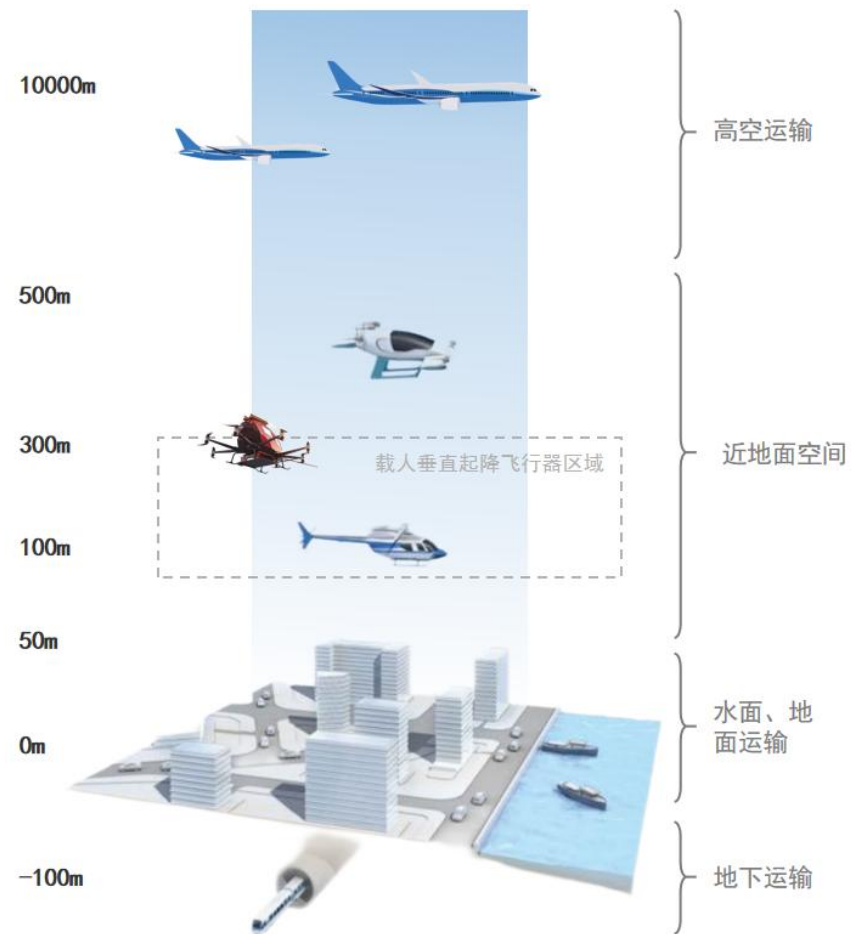 10000m
高空运输
500m
300m
载人垂直起降飞行器区域
近地面空间
100m
50m
水面、地
面运输
0m
-100m
地下运输